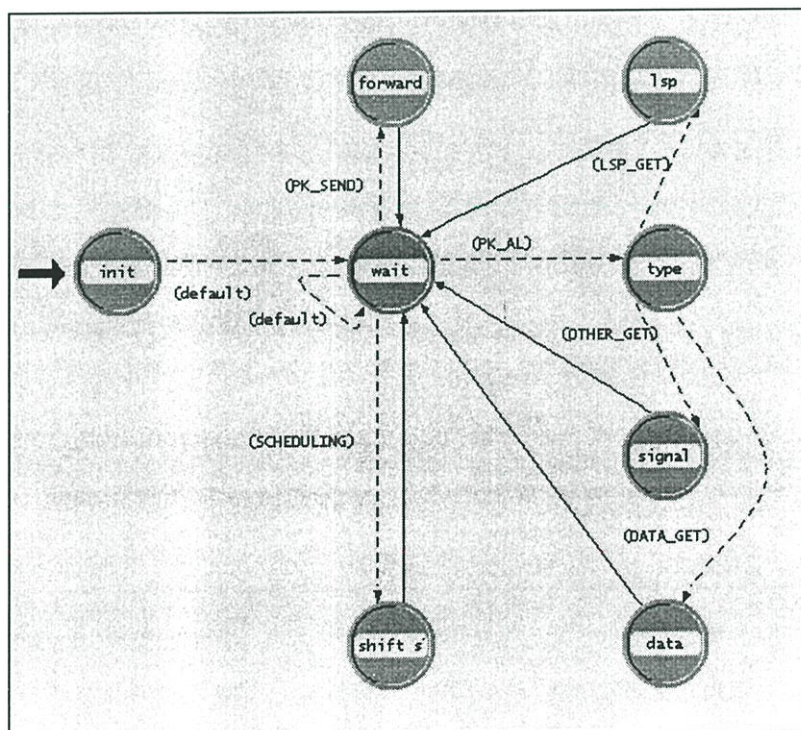 forward
lsp
(LSP_GET)
(PK_SEND)
(PK_AL)
init
wait
type
(default)
(default)
(OTHER_GET)
(SCHEDULING)
signal
(DATA_GET)
shift s'
data